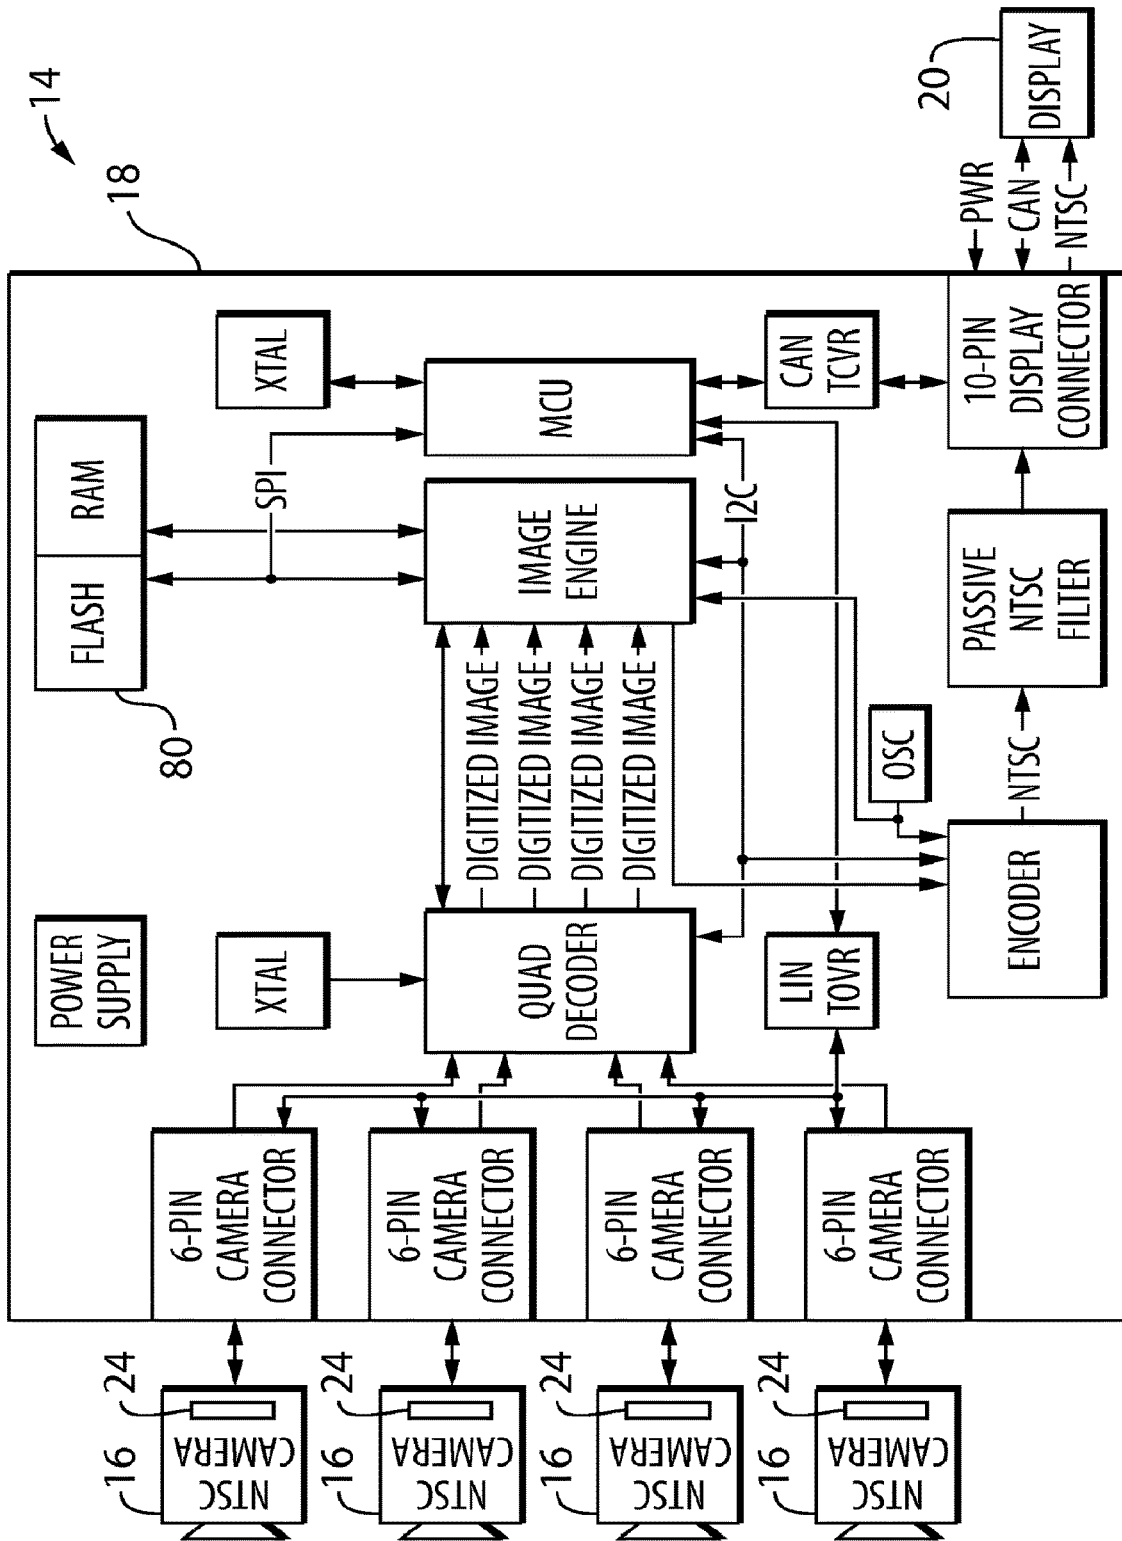 14
18
20
DISPLAY
PWR
CAN
NTSC
XTAL
RAM
FLASH
80
SPI
MCU
IMAGE
ENGINE
CAN
TCVR
10-PIN
DISPLAY
CONNECTOR
I2C
DIGITIZED IMAGE
DIGITIZED IMAGE
DIGITIZED IMAGE
DIGITIZED IMAGE
PASSIVE
NTSC
FILTER
OSC
NTSC
ENCODER
POWER
SUPPLY
XTAL
QUAD
DECODER
LIN
TOVR
6-PIN
CAMERA
CONNECTOR
6-PIN
CAMERA
CONNECTOR
6-PIN
CAMERA
CONNECTOR
6-PIN
CAMERA
CONNECTOR
16
24
NTSC
CAMERA
16
24
NTSC
CAMERA
16
24
NTSC
CAMERA
16
24
NTSC
CAMERA